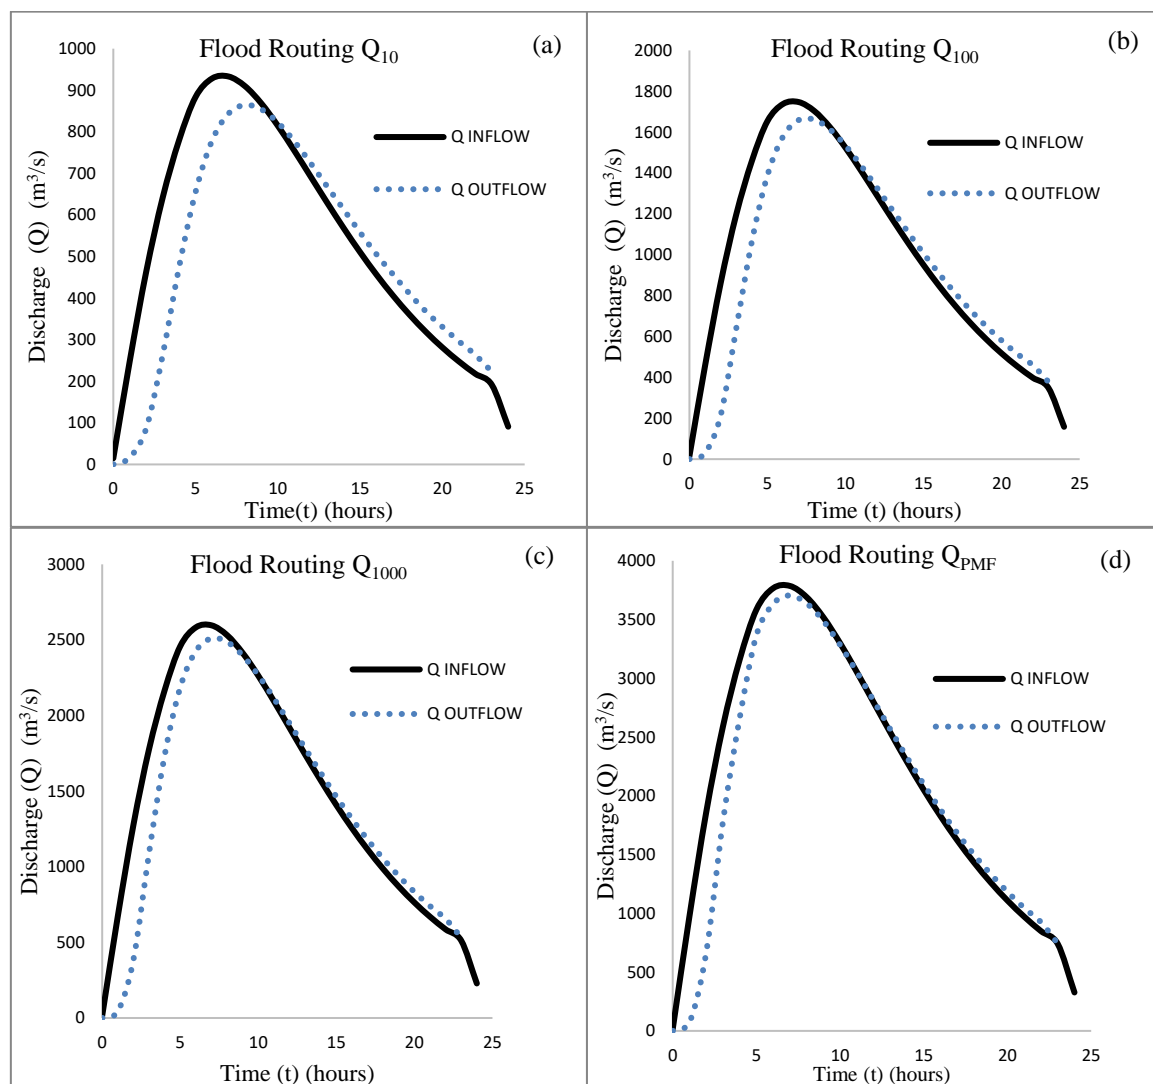 Flood Routing Q10
(a)
1000
900
800
700
600
500
400
300
200
100
0
Discharge (Q) (m³/s)
Q INFLOW
Q OUTFLOW
0 5 10 15 20 25
Time(t) (hours)
Flood Routing Q100
(b)
2000
1800
1600
1400
1200
1000
800
600
400
200
0
Discharge (Q) (m³/s)
Q INFLOW
Q OUTFLOW
0 5 10 15 20 25
Time (t) (hours)
Flood Routing Q1000
(c)
3000
2500
2000
1500
1000
500
0
Discharge (Q) (m³/s)
Q INFLOW
Q OUTFLOW
0 5 10 15 20 25
Time (t) (hours)
Flood Routing QPMF
(d)
4000
3500
3000
2500
2000
1500
1000
500
0
Discharge (Q) (m³/s)
Q INFLOW
Q OUTFLOW
0 5 10 15 20 25
Time (t) (hours)